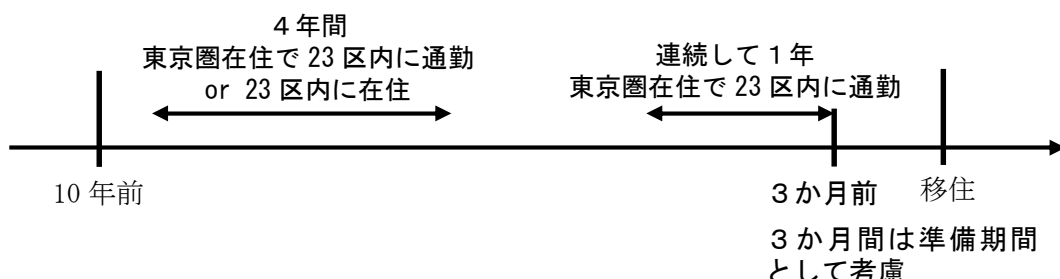 ４年間
東京圏在住で 23 区内に通勤
or 23 区内に在住
連続して１年
東京圏在住で 23 区内に通勤
10 年前
３か月前
移住
３か月間は準備期間
として考慮